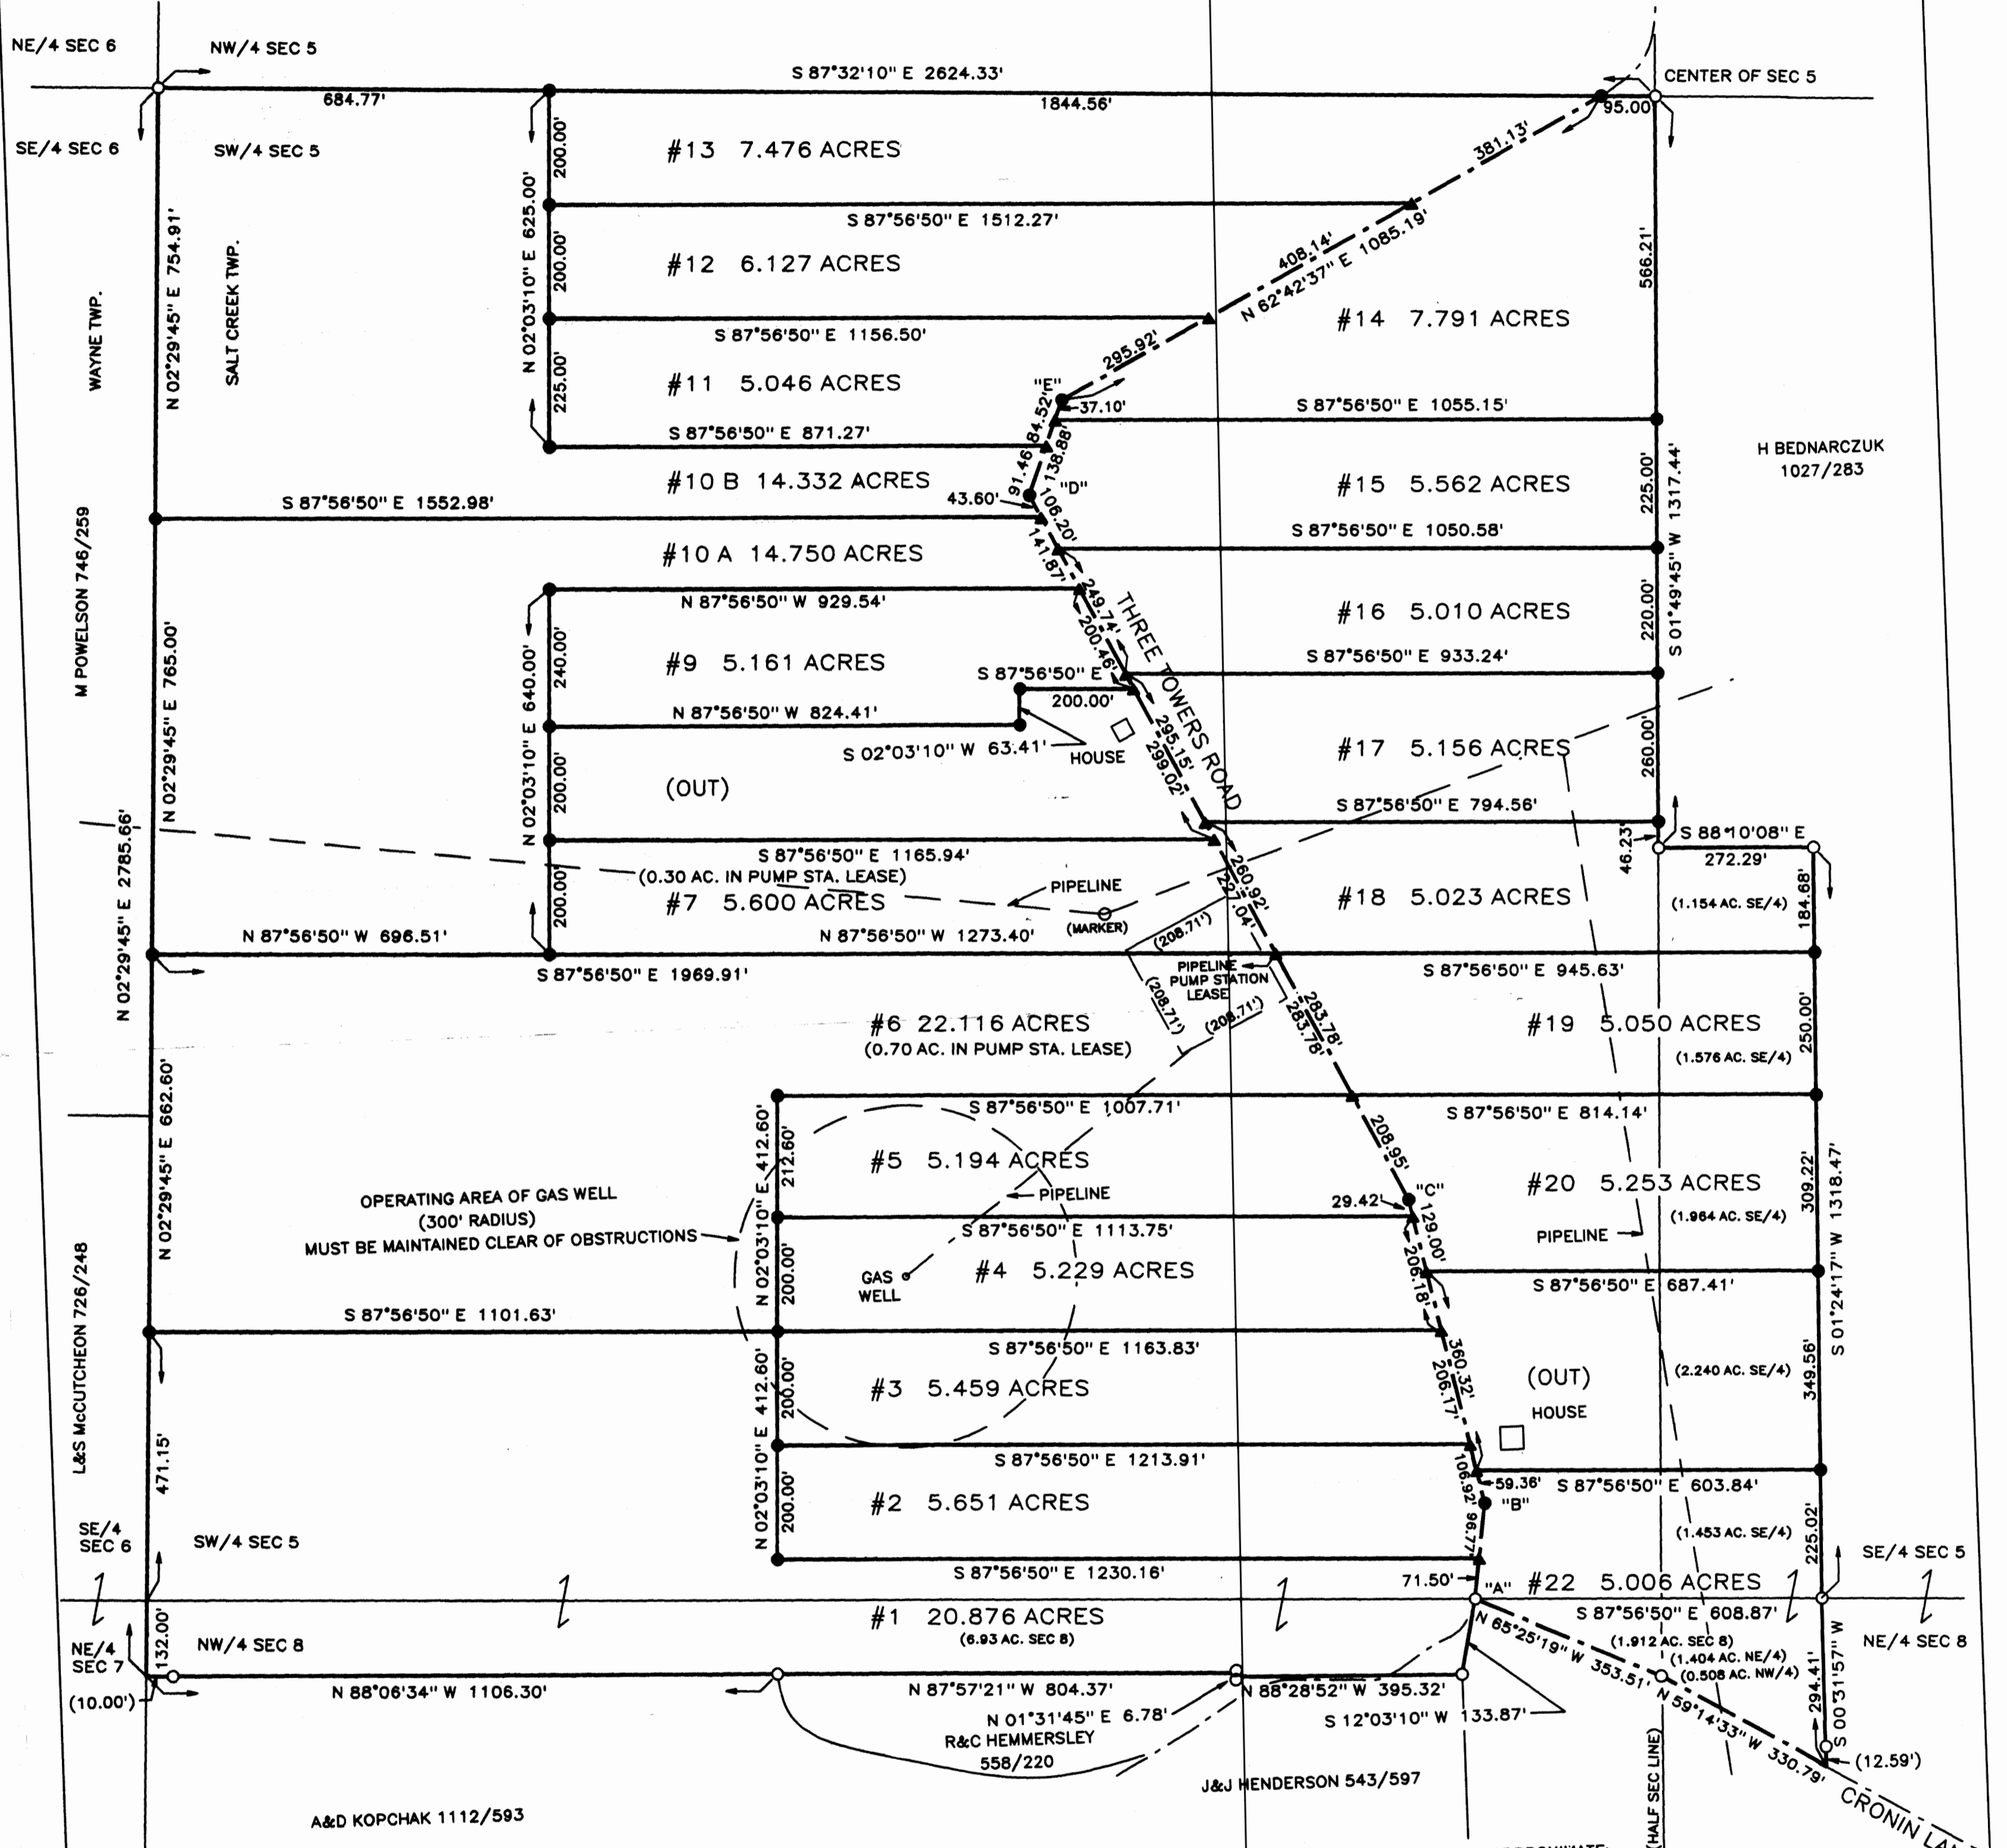 NE/4 SEC 6
NW/4 SEC 5
S 87°32'10" E 2624.33'
CENTER OF SEC 5
684.77'
1844.56'
95.00'
SE/4 SEC 6
SW/4 SEC 5
200.00'
#13 7.476 ACRES
381.13'
S 87°56'50" E 1512.27'
N 02°29'45" E 754.91'
WAYNE TWP.
SALT CREEK TWP.
N 02°03'10" E 625.00'
200.00'
#12 6.127 ACRES
408.14'
N 62°42'37" E 1085.19'
566.21'
#14 7.791 ACRES
S 87°56'50" E 1156.50'
295.92'
225.00'
#11 5.046 ACRES
"E"
84.52'
37.10'
S 87°56'50" E 1055.15'
S 87°56'50" E 871.27'
138.88'
91.46'
H BEDNARCZUK
1027/283
#10 B 14.332 ACRES
"D"
43.60'
106.20'
#15 5.562 ACRES
225.00'
S 01°49'45" W 1317.44'
S 87°56'50" E 1552.98'
S 87°56'50" E 1050.58'
M POWELSON 746/259
#10 A 14.750 ACRES
141.87'
N 87°56'50" W 929.54'
249.74'
200.46'
THREE TOWERS ROAD
#16 5.010 ACRES
220.00'
N 02°29'45" E 765.00'
N 02°03'10" E 640.00'
240.00'
#9 5.161 ACRES
S 87°56'50" E
200.00'
S 87°56'50" E 933.24'
N 87°56'50" W 824.41'
S 02°03'10" W 63.41'
HOUSE
295.15'
299.02'
#17 5.156 ACRES
260.00'
(OUT)
200.00'
S 87°56'50" E 794.56'
46.23'
S 88°10'08" E
272.29'
N 02°29'45" E 2785.66'
S 87°56'50" E 1165.94'
(0.30 AC. IN PUMP STA. LEASE)
PIPELINE
260.92'
227.04'
200.00'
#7 5.600 ACRES
(MARKER)
#18 5.023 ACRES
(1.154 AC. SE/4)
184.68'
N 87°56'50" W 696.51'
N 87°56'50" W 1273.40'
(208.71')
S 87°56'50" E 1969.91'
PIPELINE
PUMP STATION
LEASE
(208.71')
(208.71')
S 87°56'50" E 945.63'
#6 22.116 ACRES
(0.70 AC. IN PUMP STA. LEASE)
283.78'
283.78'
#19 5.050 ACRES
(1.576 AC. SE/4)
250.00'
N 02°29'45" E 662.60'
S 87°56'50" E 1007.71'
S 87°56'50" E 814.14'
N 02°03'10" E 412.60'
212.60'
#5 5.194 ACRES
208.95'
#20 5.253 ACRES
(1.964 AC. SE/4)
309.22'
S 01°24'17" W 1318.47'
OPERATING AREA OF GAS WELL
(300' RADIUS)
MUST BE MAINTAINED CLEAR OF OBSTRUCTIONS
PIPELINE
"C"
29.42'
129.00'
PIPELINE
S 87°56'50" E 1113.75'
L&S McCUTCHEON 726/248
200.00'
GAS
WELL
#4 5.229 ACRES
206.18'
S 87°56'50" E 687.41'
S 87°56'50" E 1101.63'
S 87°56'50" E 1163.83'
N 02°03'10" E 412.60'
200.00'
#3 5.459 ACRES
360.32'
206.17'
(OUT)
HOUSE
(2.240 AC. SE/4)
349.56'
471.15'
S 87°56'50" E 1213.91'
106.92'
59.36'
S 87°56'50" E 603.84'
200.00'
#2 5.651 ACRES
"B"
96.77'
(1.453 AC. SE/4)
225.02'
SE/4
SEC 6
SW/4 SEC 5
SE/4 SEC 5
S 87°56'50" E 1230.16'
71.50'
"A"
#22 5.006 ACRES
#1 20.876 ACRES
(6.93 AC. SEC 8)
S 87°56'50" E 608.87'
(1.912 AC. SEC 8)
(1.404 AC. NE/4)
(0.508 AC. NW/4)
NE/4
SEC 7
132.00'
NW/4 SEC 8
NE/4 SEC 8
N 65°25'19" W 353.51'
(10.00')
N 88°06'34" W 1106.30'
N 87°57'21" W 804.37'
N 88°28'52" W 395.32'
294.41'
S 00°31'57" W
N 01°31'45" E 6.78'
S 12°03'10" W 133.87'
N 59°14'33" W 330.79'
R&C HEMMERSLEY
558/220
(12.59')
J&J HENDERSON 543/597
(HALF SEC LINE)
A&D KOPCHAK 1112/593
CRONIN